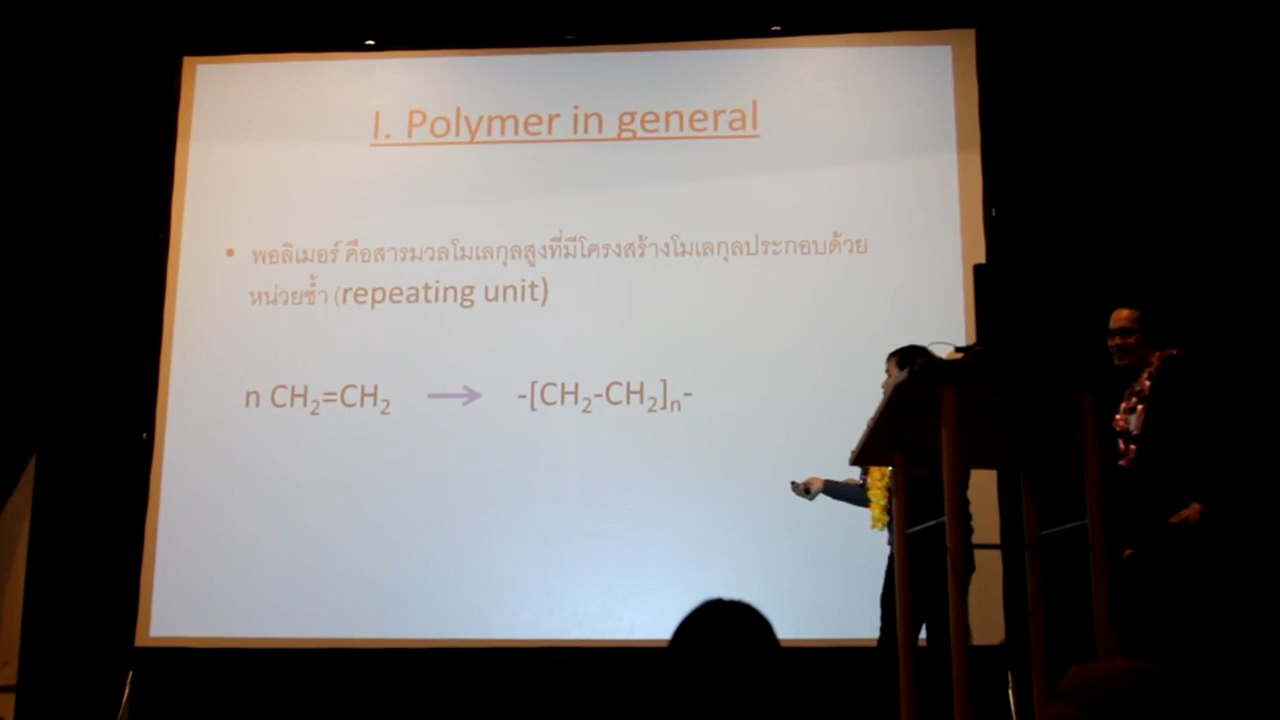 I. Polymer in general
• พอลิเมอร์ คือสารมวลโมเลกุลสูงที่มีโครงสร้างโมเลกุลประกอบด้วย
หน่วยซ้ำ (repeating unit)
n CH₂=CH₂ → -[CH₂-CH₂]ₙ-